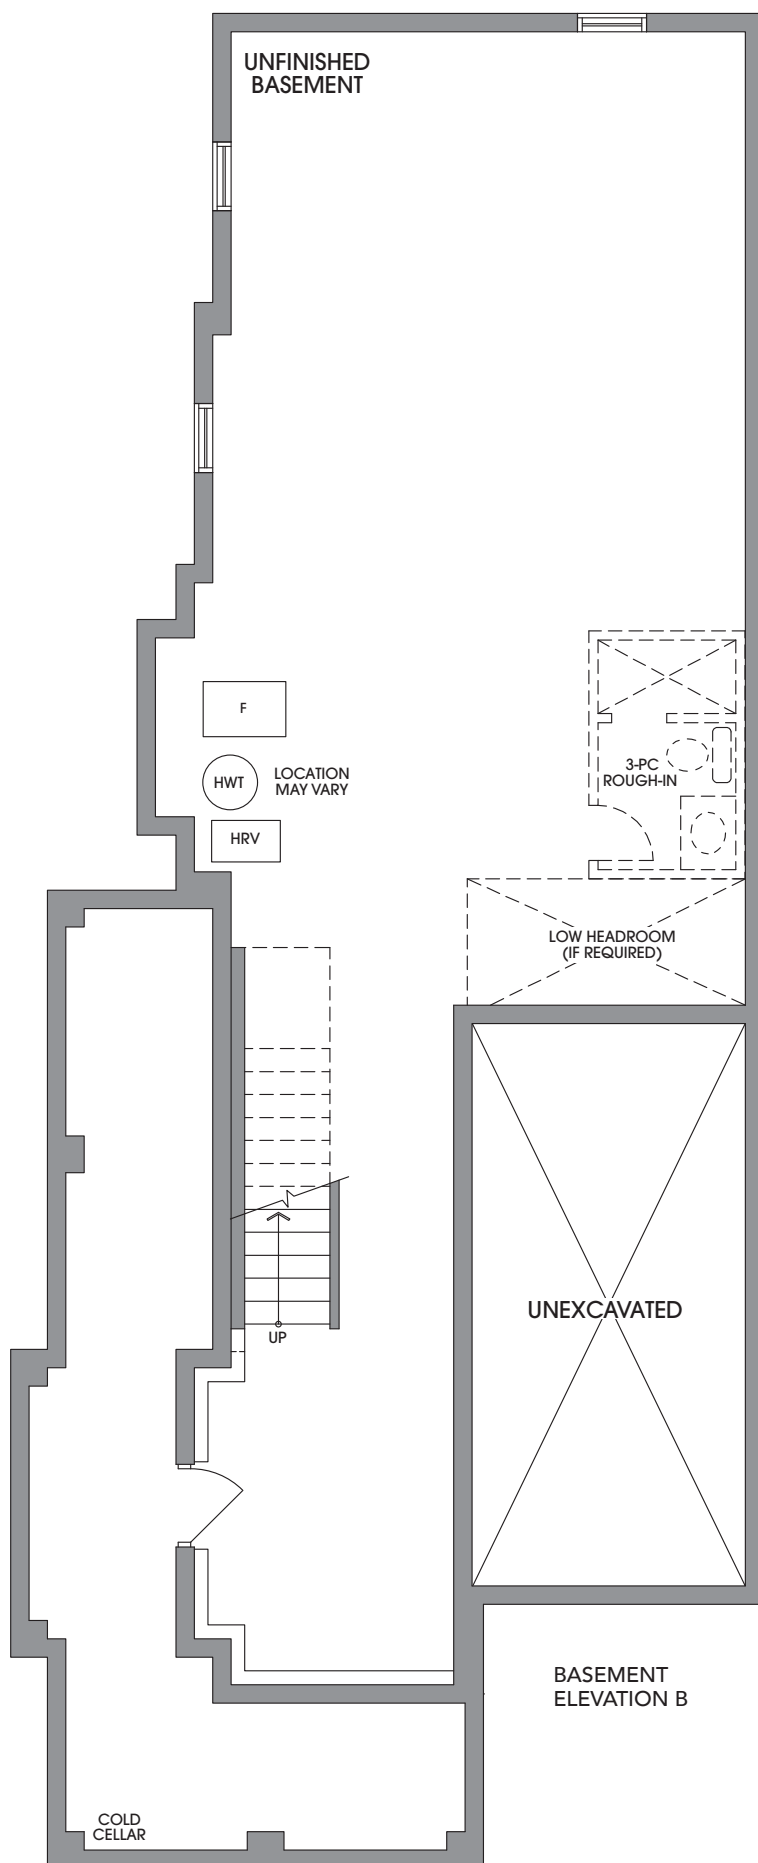 UNFINISHED
BASEMENT
F
HWT
LOCATION
MAY VARY
HRV
3-PC
ROUGH-IN
LOW HEADROOM
(IF REQUIRED)
UNEXCAVATED
UP
BASEMENT
ELEVATION B
COLD
CELLAR